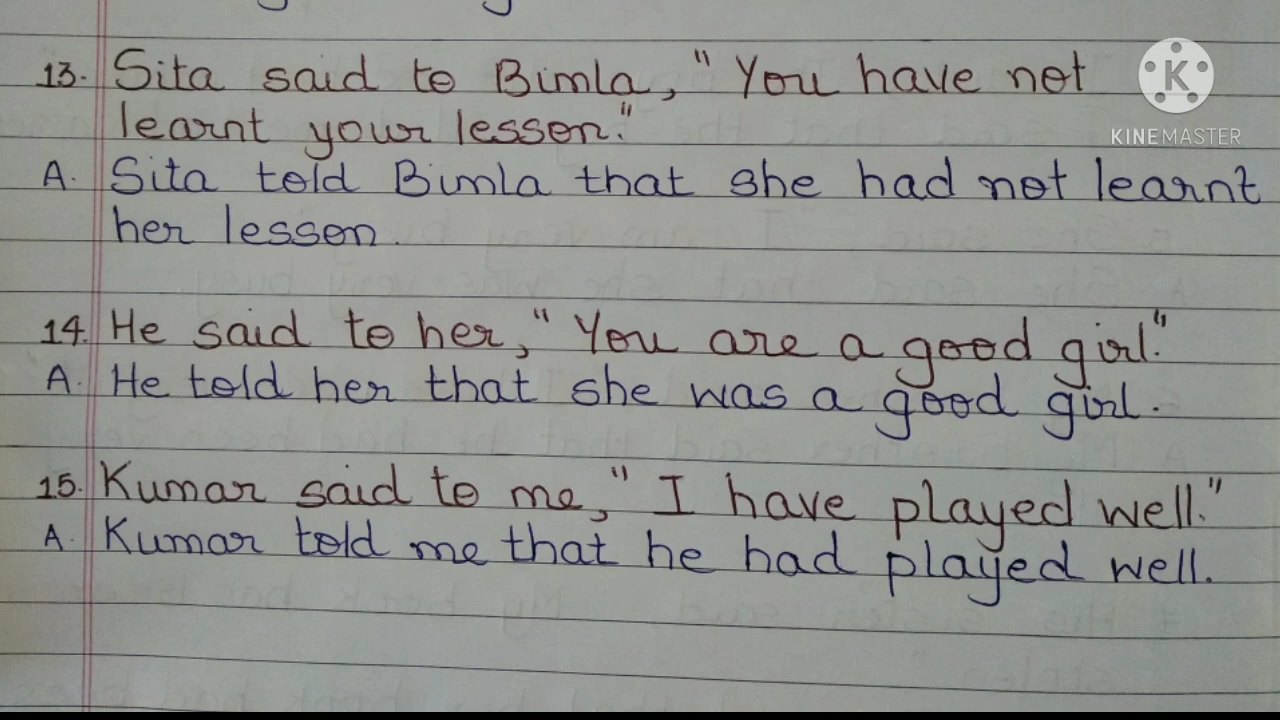 13. Sita said to Bimla, "You have not
learnt your lesson."
A. Sita told Bimla that she had not learnt
her lesson.
14. He said to her, "You are a good girl."
A. He told her that she was a good girl.
15. Kumar said to me, "I have played well."
A. Kumar told me that he had played well.
K
KINEMASTER